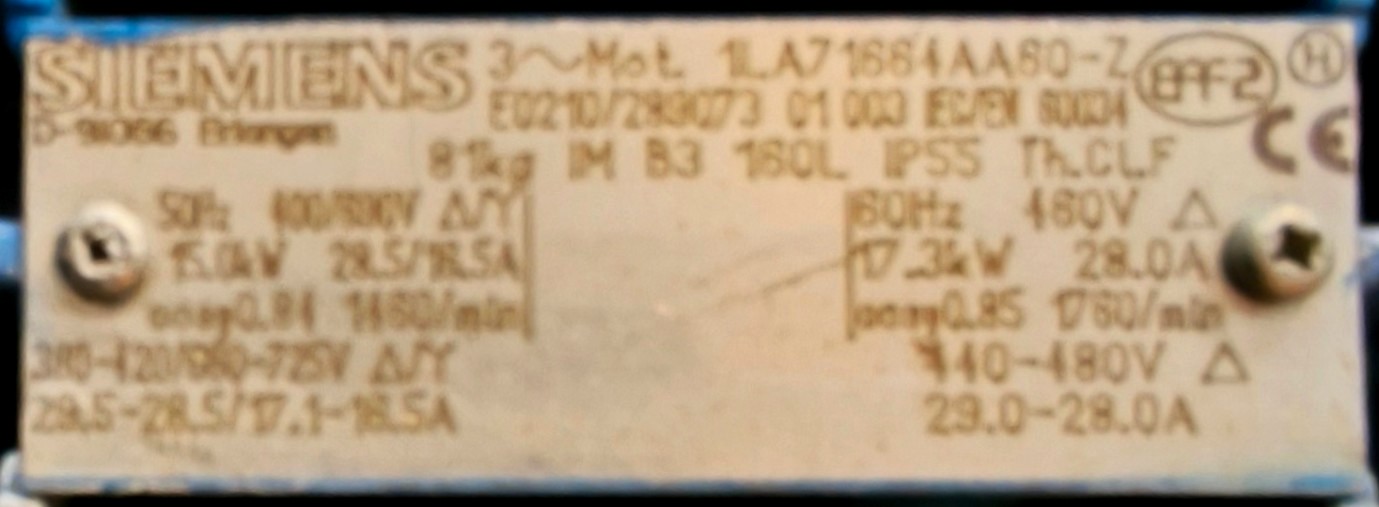 SIEMENS 3~Mot. 1LA71664AA60-Z EFF2 H
D-91056 Erlangen E0210/289073 01 003 IEC/EN 60034 CE
81kg IM B3 160L IP55 Th.CL.F
50Hz 400/690V Δ/Y 60Hz 460V Δ
15.0kW 28.5/16.5A 17.3kW 28.0A
cosφ0.84 1460/min cosφ0.85 1760/min
380-420/660-725V Δ/Y 440-480V Δ
29.5-28.5/17.1-16.5A 29.0-28.0A